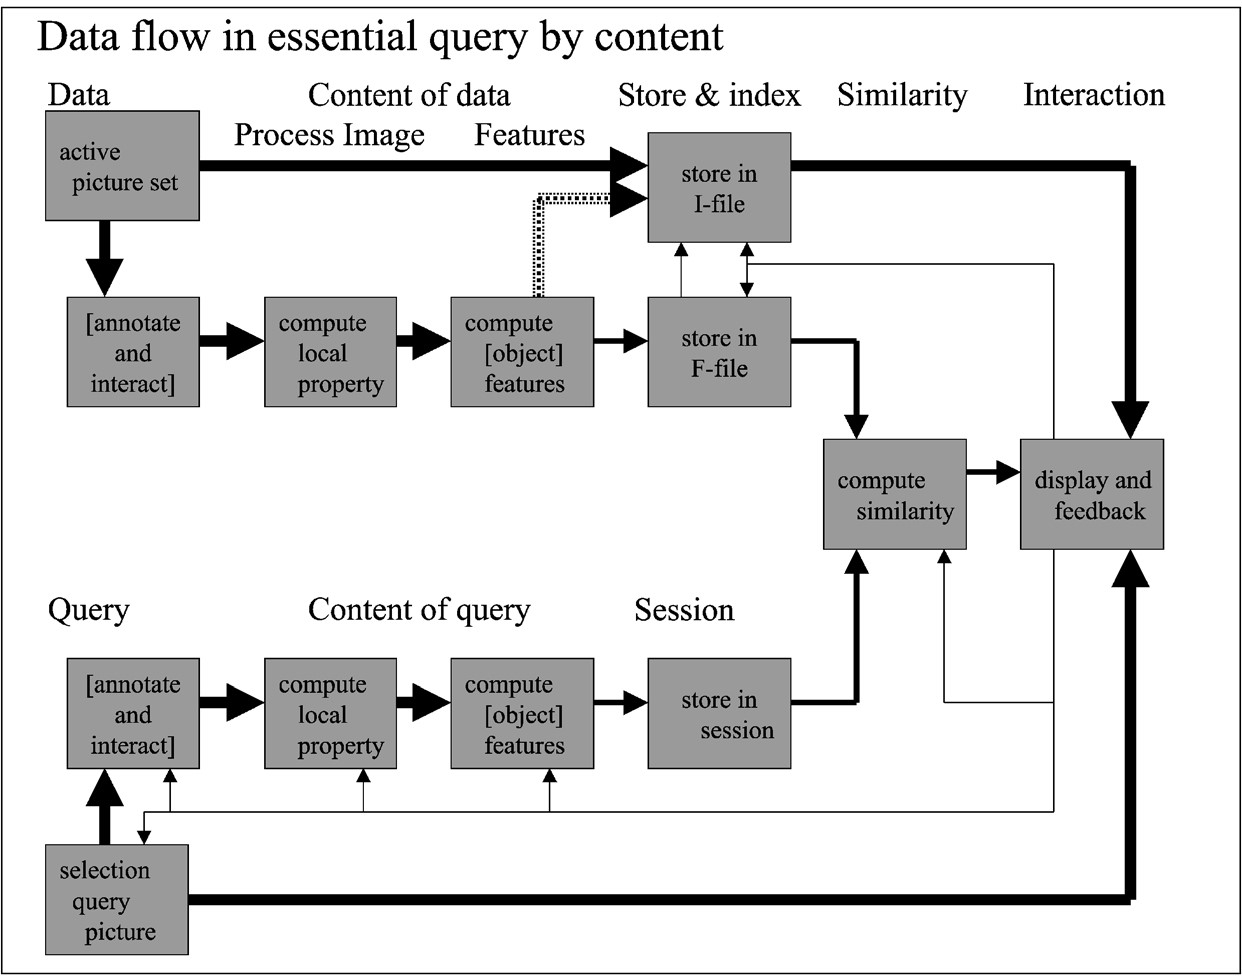 Data flow in essential query by content
Data
Content of data
Store & index
Similarity
Interaction
Process Image
Features
active
picture set
store in
I-file
[annotate
and
interact]
compute
local
property
compute
[object]
features
store in
F-file
compute
similarity
display and
feedback
Query
Content of query
Session
[annotate
and
interact]
compute
local
property
compute
[object]
features
store in
session
selection
query
picture